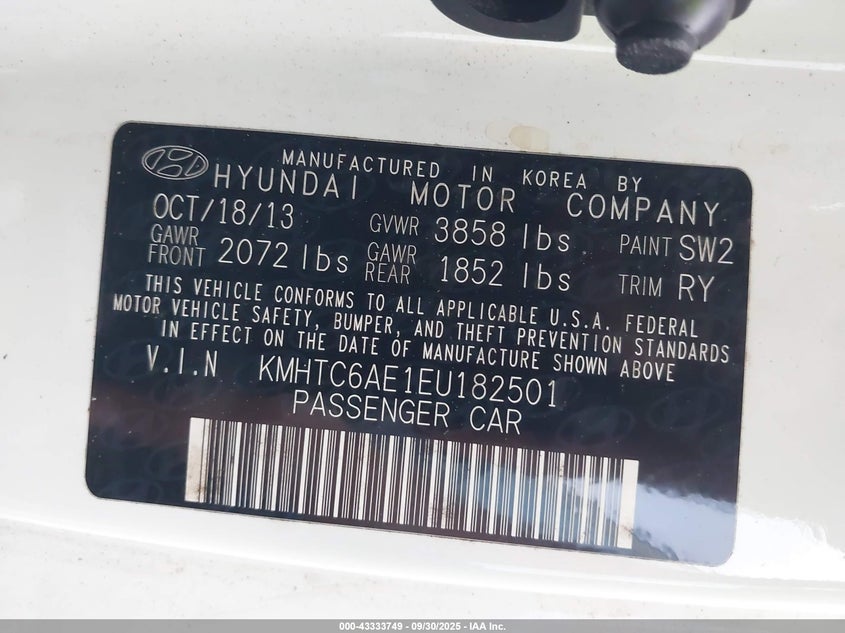 MANUFACTURED IN KOREA BY
HYUNDAI MOTOR COMPANY
OCT/18/13 GVWR 3858 lbs PAINT SW2
GAWR FRONT 2072 lbs GAWR REAR 1852 lbs TRIM RY
THIS VEHICLE CONFORMS TO ALL APPLICABLE U.S.A. FEDERAL
MOTOR VEHICLE SAFETY, BUMPER, AND THEFT PREVENTION STANDARDS
IN EFFECT ON THE DATE OF MANUFACTURE SHOWN ABOVE
V.I.N KMHTC6AE1EU182501
PASSENGER CAR
000-43333749 - 09/30/2025 - IAA Inc.